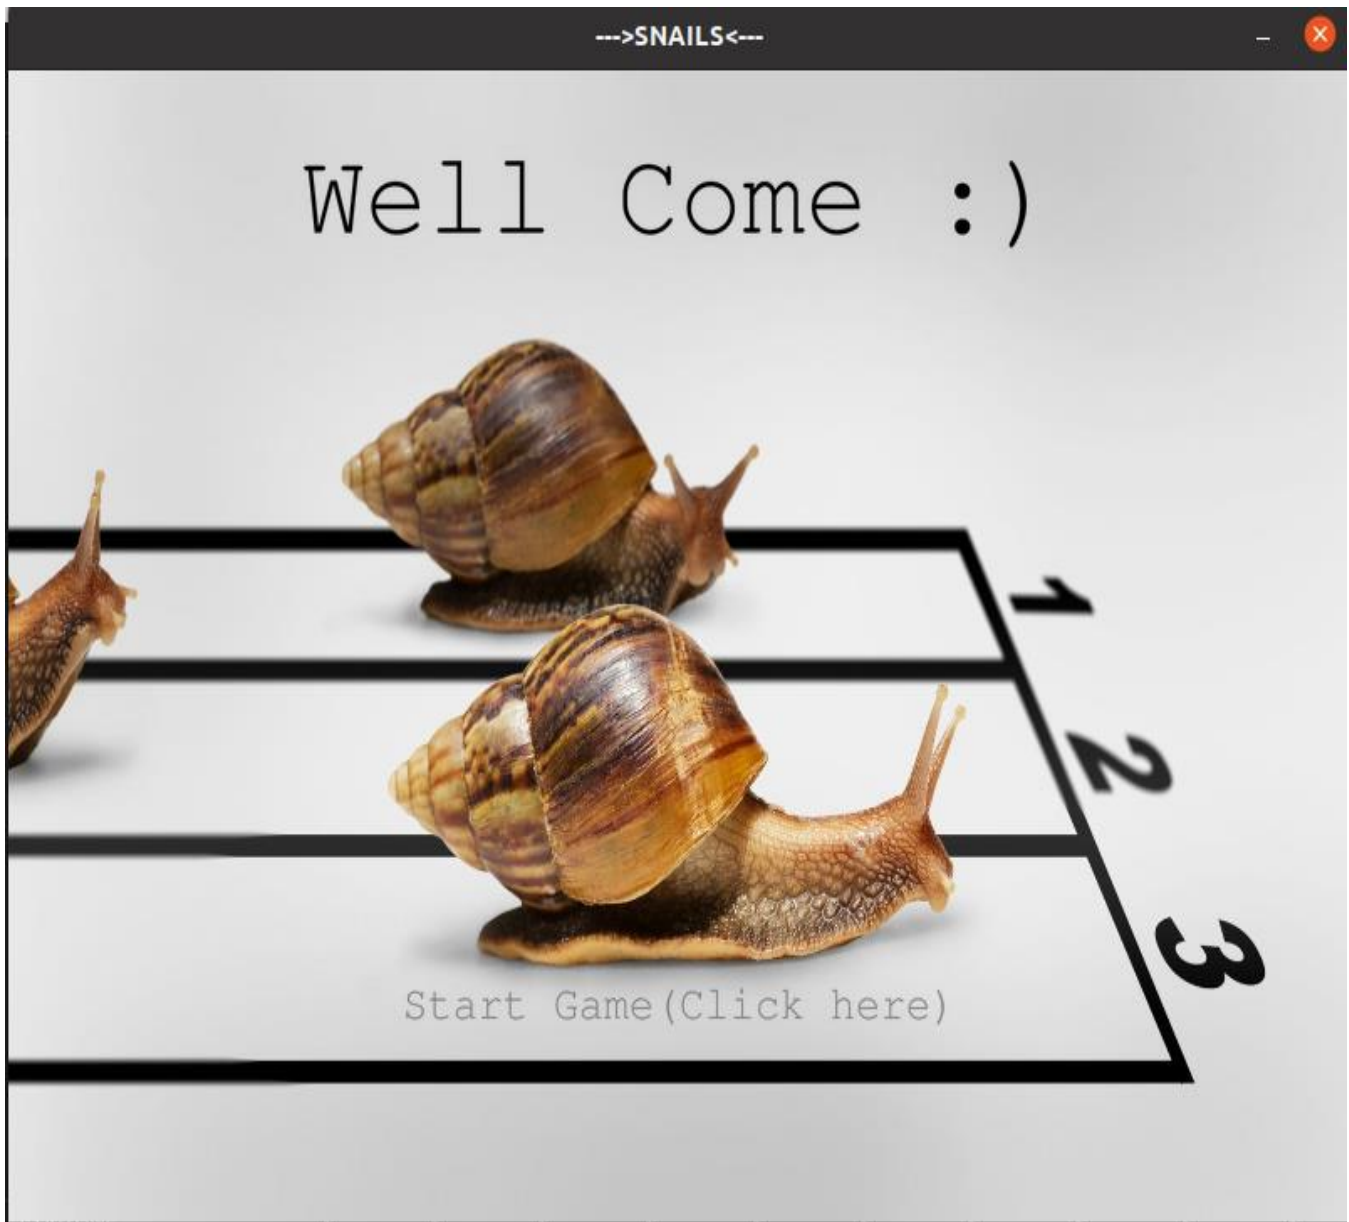 --->SNAILS<---
Well Come :)
1
2
3
Start Game(Click here)